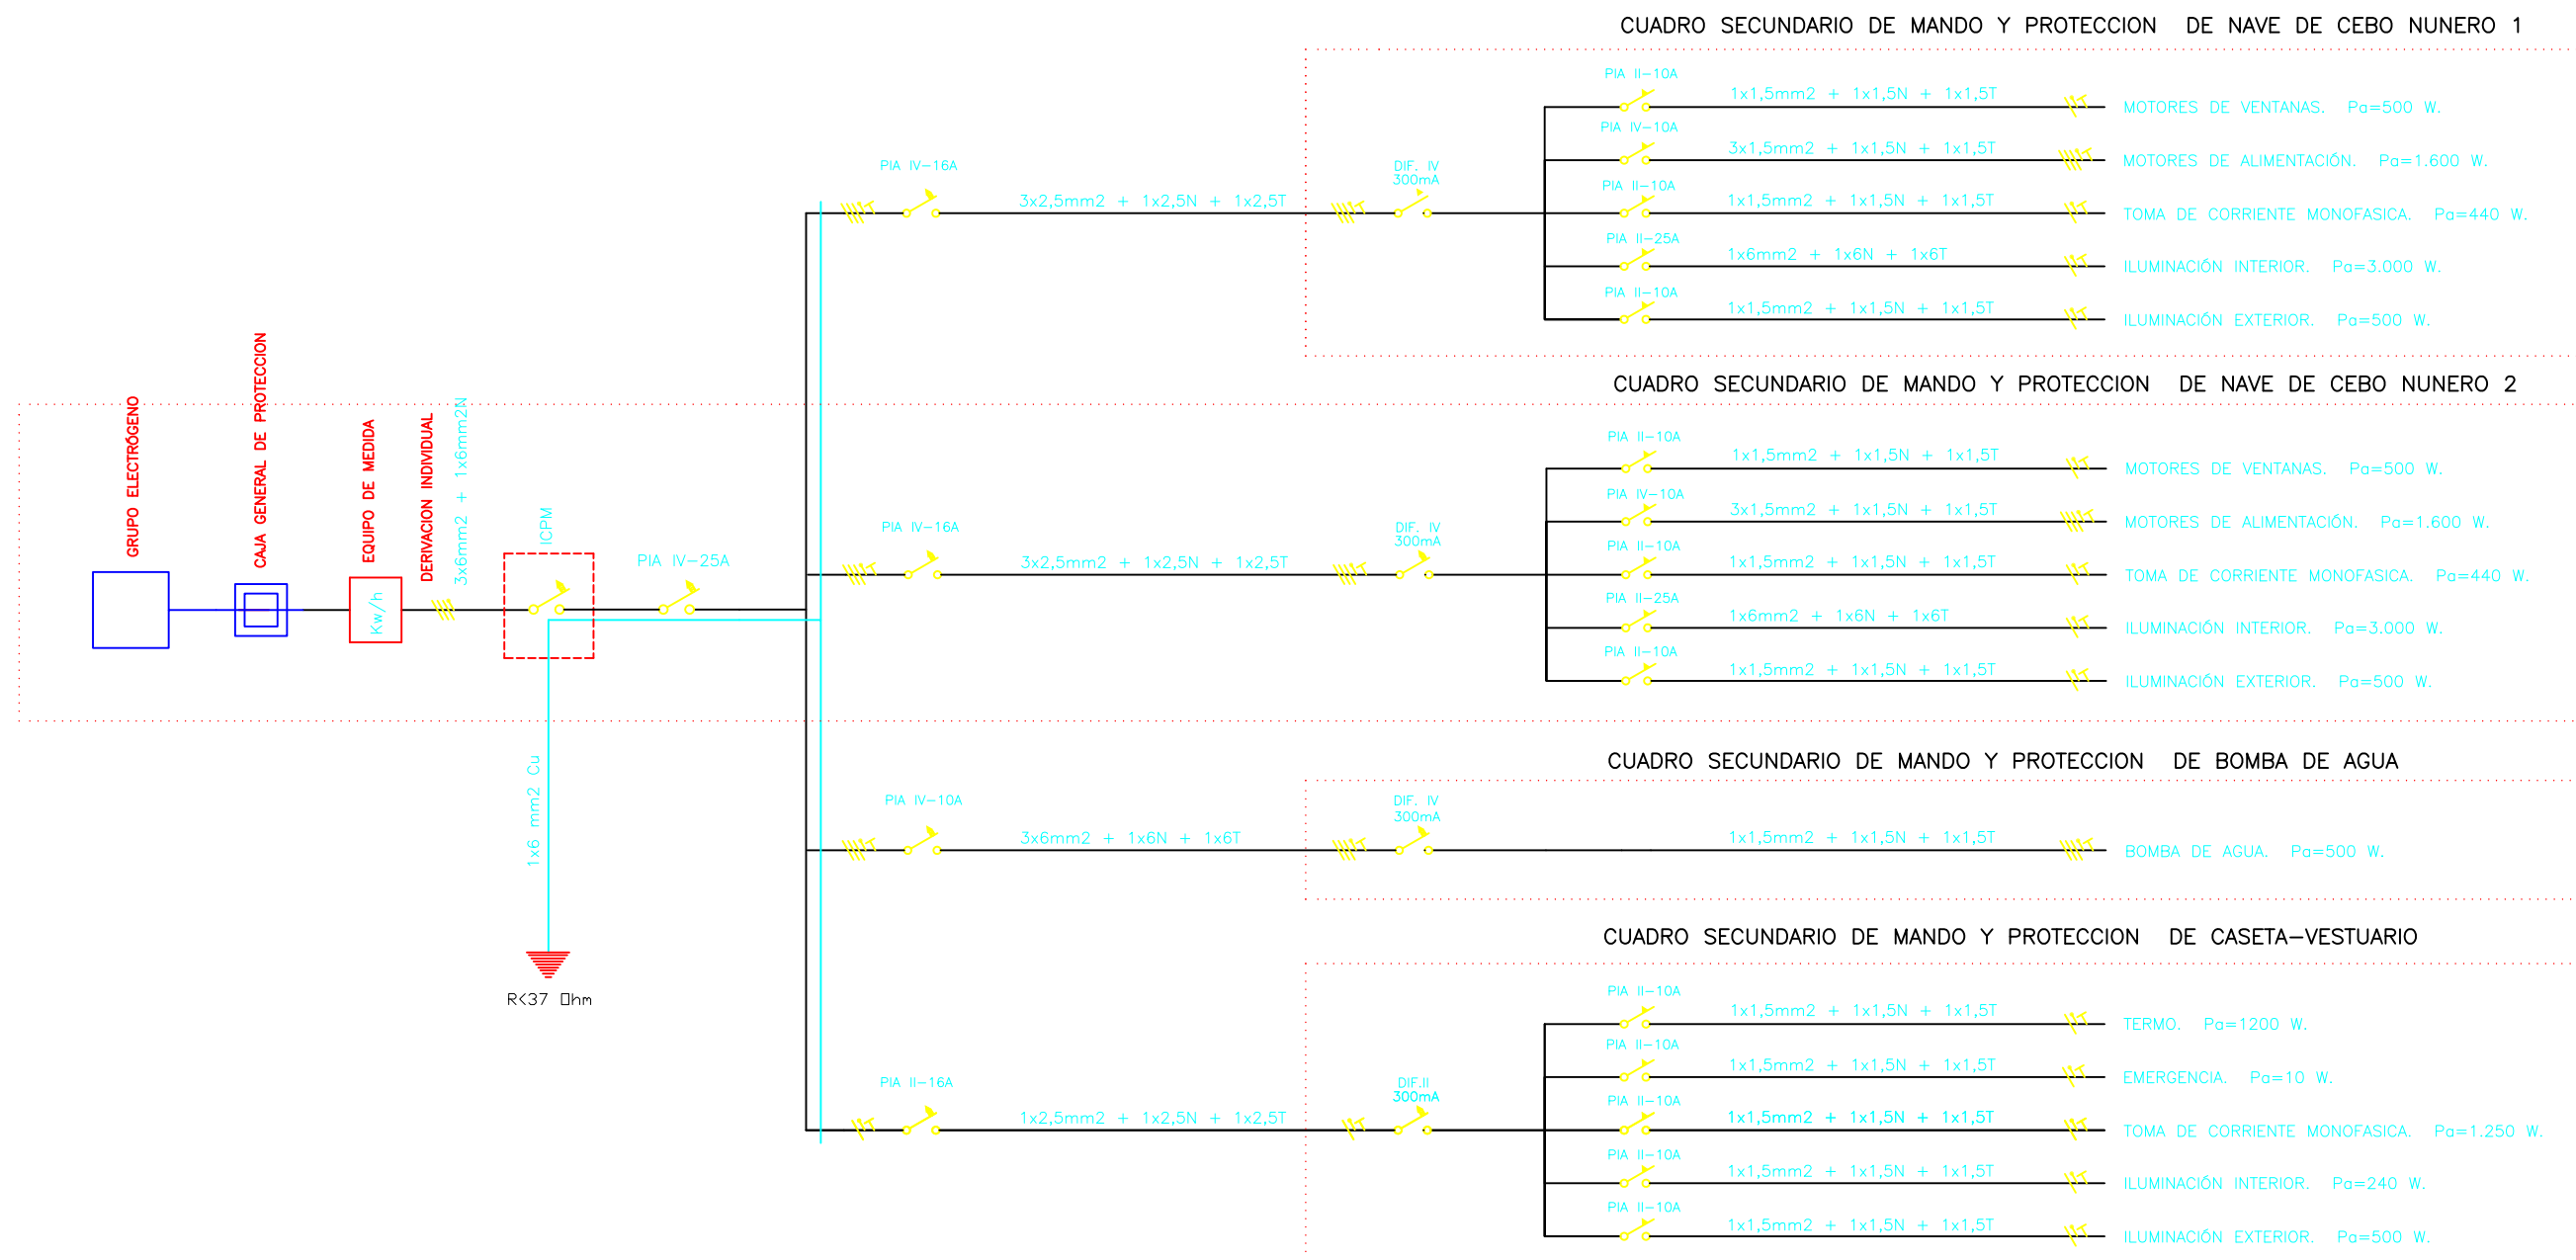 CUADRO SECUNDARIO DE MANDO Y PROTECCION DE NAVE DE CEBO NUNERO 1
PIA II-10A
1x1,5mm2 + 1x1,5N + 1x1,5T
MOTORES DE VENTANAS. Pa=500 W.
PIA IV-10A
3x1,5mm2 + 1x1,5N + 1x1,5T
MOTORES DE ALIMENTACIÓN. Pa=1.600 W.
PIA IV-16A
3x2,5mm2 + 1x2,5N + 1x2,5T
DIF. IV
300mA
PIA II-10A
1x1,5mm2 + 1x1,5N + 1x1,5T
TOMA DE CORRIENTE MONOFASICA. Pa=440 W.
PIA II-25A
1x6mm2 + 1x6N + 1x6T
ILUMINACIÓN INTERIOR. Pa=3.000 W.
PIA II-10A
1x1,5mm2 + 1x1,5N + 1x1,5T
ILUMINACIÓN EXTERIOR. Pa=500 W.
CUADRO SECUNDARIO DE MANDO Y PROTECCION DE NAVE DE CEBO NUNERO 2
GRUPO ELECTRÓGENO
CAJA GENERAL DE PROTECCION
EQUIPO DE MEDIDA
Kw/h
DERIVACION INDIVIDUAL
3x6mm2 + 1x6mm2N
ICPM
PIA IV-25A
PIA IV-16A
3x2,5mm2 + 1x2,5N + 1x2,5T
DIF. IV
300mA
PIA II-10A
1x1,5mm2 + 1x1,5N + 1x1,5T
MOTORES DE VENTANAS. Pa=500 W.
PIA IV-10A
3x1,5mm2 + 1x1,5N + 1x1,5T
MOTORES DE ALIMENTACIÓN. Pa=1.600 W.
PIA II-10A
1x1,5mm2 + 1x1,5N + 1x1,5T
TOMA DE CORRIENTE MONOFASICA. Pa=440 W.
PIA II-25A
1x6mm2 + 1x6N + 1x6T
ILUMINACIÓN INTERIOR. Pa=3.000 W.
PIA II-10A
1x1,5mm2 + 1x1,5N + 1x1,5T
ILUMINACIÓN EXTERIOR. Pa=500 W.
1x6 mm2 Cu
R<37 Ohm
CUADRO SECUNDARIO DE MANDO Y PROTECCION DE BOMBA DE AGUA
PIA IV-10A
3x6mm2 + 1x6N + 1x6T
DIF. IV
300mA
1x1,5mm2 + 1x1,5N + 1x1,5T
BOMBA DE AGUA. Pa=500 W.
CUADRO SECUNDARIO DE MANDO Y PROTECCION DE CASETA-VESTUARIO
PIA II-16A
1x2,5mm2 + 1x2,5N + 1x2,5T
DIF.II
300mA
PIA II-10A
1x1,5mm2 + 1x1,5N + 1x1,5T
TERMO. Pa=1200 W.
PIA II-10A
1x1,5mm2 + 1x1,5N + 1x1,5T
EMERGENCIA. Pa=10 W.
PIA II-10A
1x1,5mm2 + 1x1,5N + 1x1,5T
TOMA DE CORRIENTE MONOFASICA. Pa=1.250 W.
PIA II-10A
1x1,5mm2 + 1x1,5N + 1x1,5T
ILUMINACIÓN INTERIOR. Pa=240 W.
PIA II-10A
1x1,5mm2 + 1x1,5N + 1x1,5T
ILUMINACIÓN EXTERIOR. Pa=500 W.